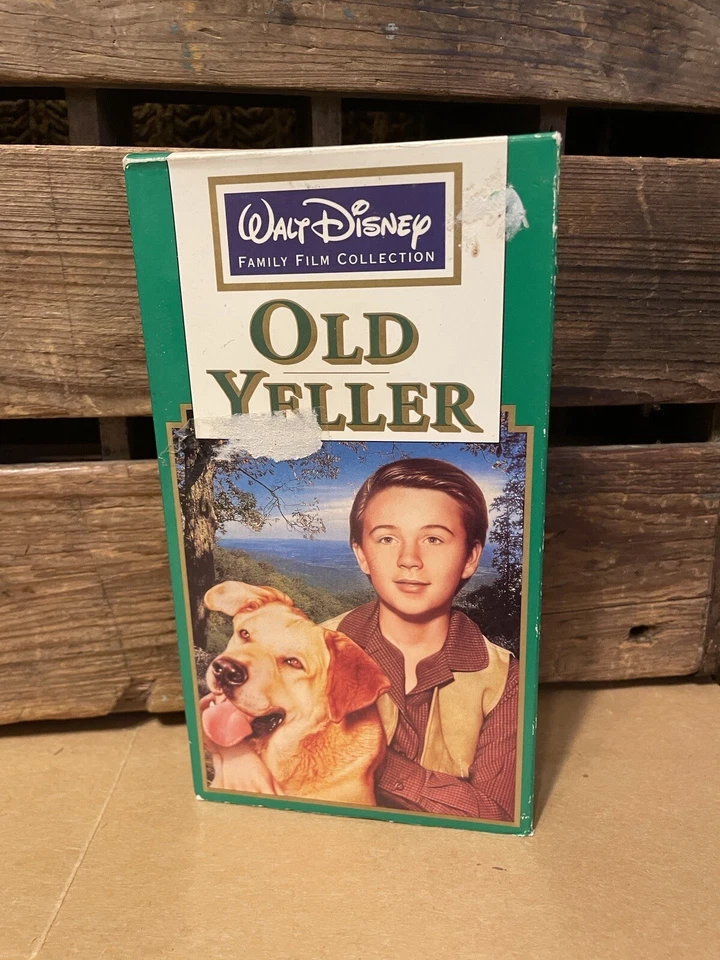 Walt Disney
Family Film Collection
Old
Yeller